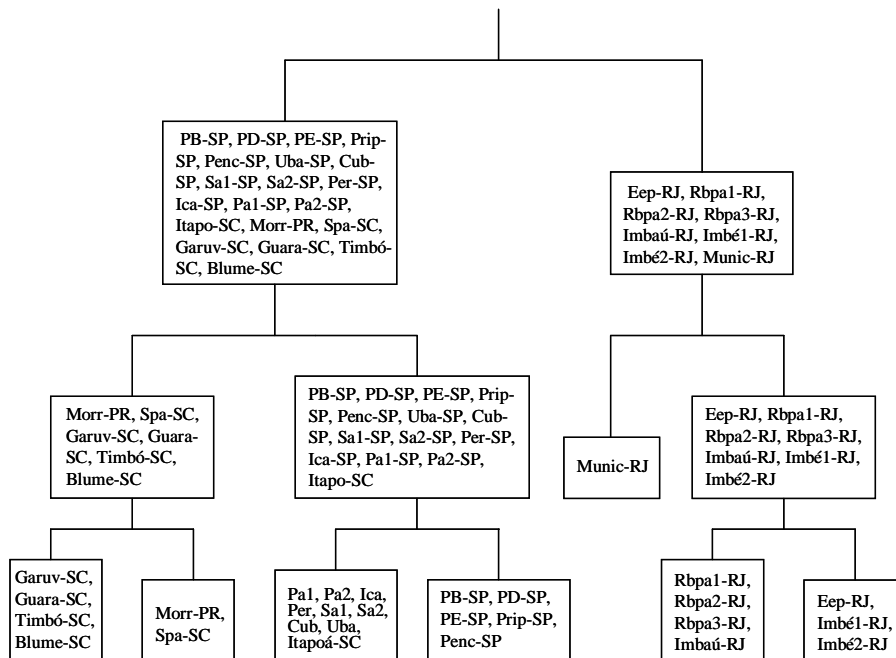 PB-SP, PD-SP, PE-SP, Prip-
SP, Penc-SP, Uba-SP, Cub-
SP, Sa1-SP, Sa2-SP, Per-SP,
Ica-SP, Pa1-SP, Pa2-SP,
Itapo-SC, Morr-PR, Spa-SC,
Garuv-SC, Guara-SC, Timbó-
SC, Blume-SC
Eep-RJ, Rbpa1-RJ,
Rbpa2-RJ, Rbpa3-RJ,
Imbaú-RJ, Imbé1-RJ,
Imbé2-RJ, Munic-RJ
Morr-PR, Spa-SC,
Garuv-SC, Guara-
SC, Timbó-SC,
Blume-SC
PB-SP, PD-SP, PE-SP, Prip-
SP, Penc-SP, Uba-SP, Cub-
SP, Sa1-SP, Sa2-SP, Per-SP,
Ica-SP, Pa1-SP, Pa2-SP,
Itapo-SC
Munic-RJ
Eep-RJ, Rbpa1-RJ,
Rbpa2-RJ, Rbpa3-RJ,
Imbaú-RJ, Imbé1-RJ,
Imbé2-RJ
Garuv-SC,
Guara-SC,
Timbó-SC,
Blume-SC
Morr-PR,
Spa-SC
Pa1, Pa2, Ica,
Per, Sa1, Sa2,
Cub, Uba,
Itapoá-SC
PB-SP, PD-SP,
PE-SP, Prip-SP,
Penc-SP
Rbpa1-RJ,
Rbpa2-RJ,
Rbpa3-RJ,
Imbaú-RJ
Eep-RJ,
Imbé1-RJ,
Imbé2-RJ